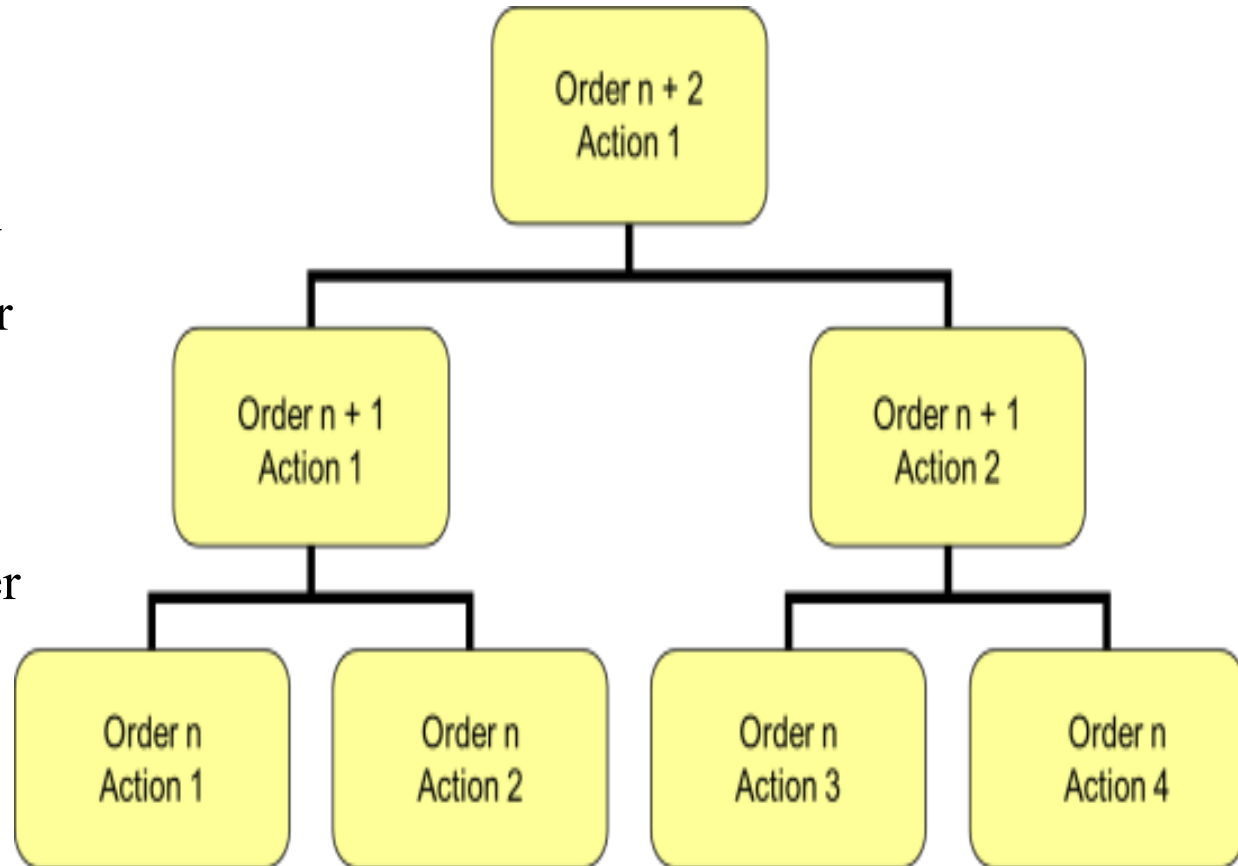 Order n + 2
Action 1
r
Order n + 1
Action 1
Order n + 1
Action 2
er
Order n
Action 1
Order n
Action 2
Order n
Action 3
Order n
Action 4